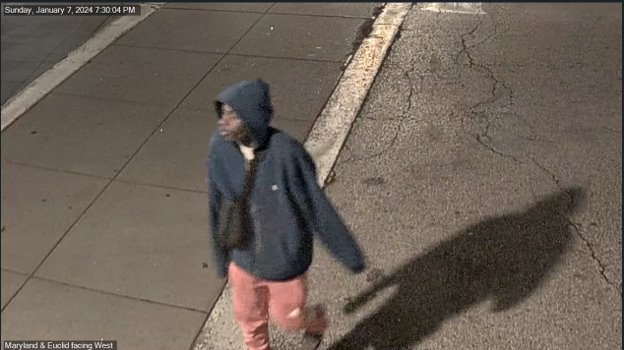 Sunday, January 7, 2024 7:30:04 PM
Maryland & Euclid facing West